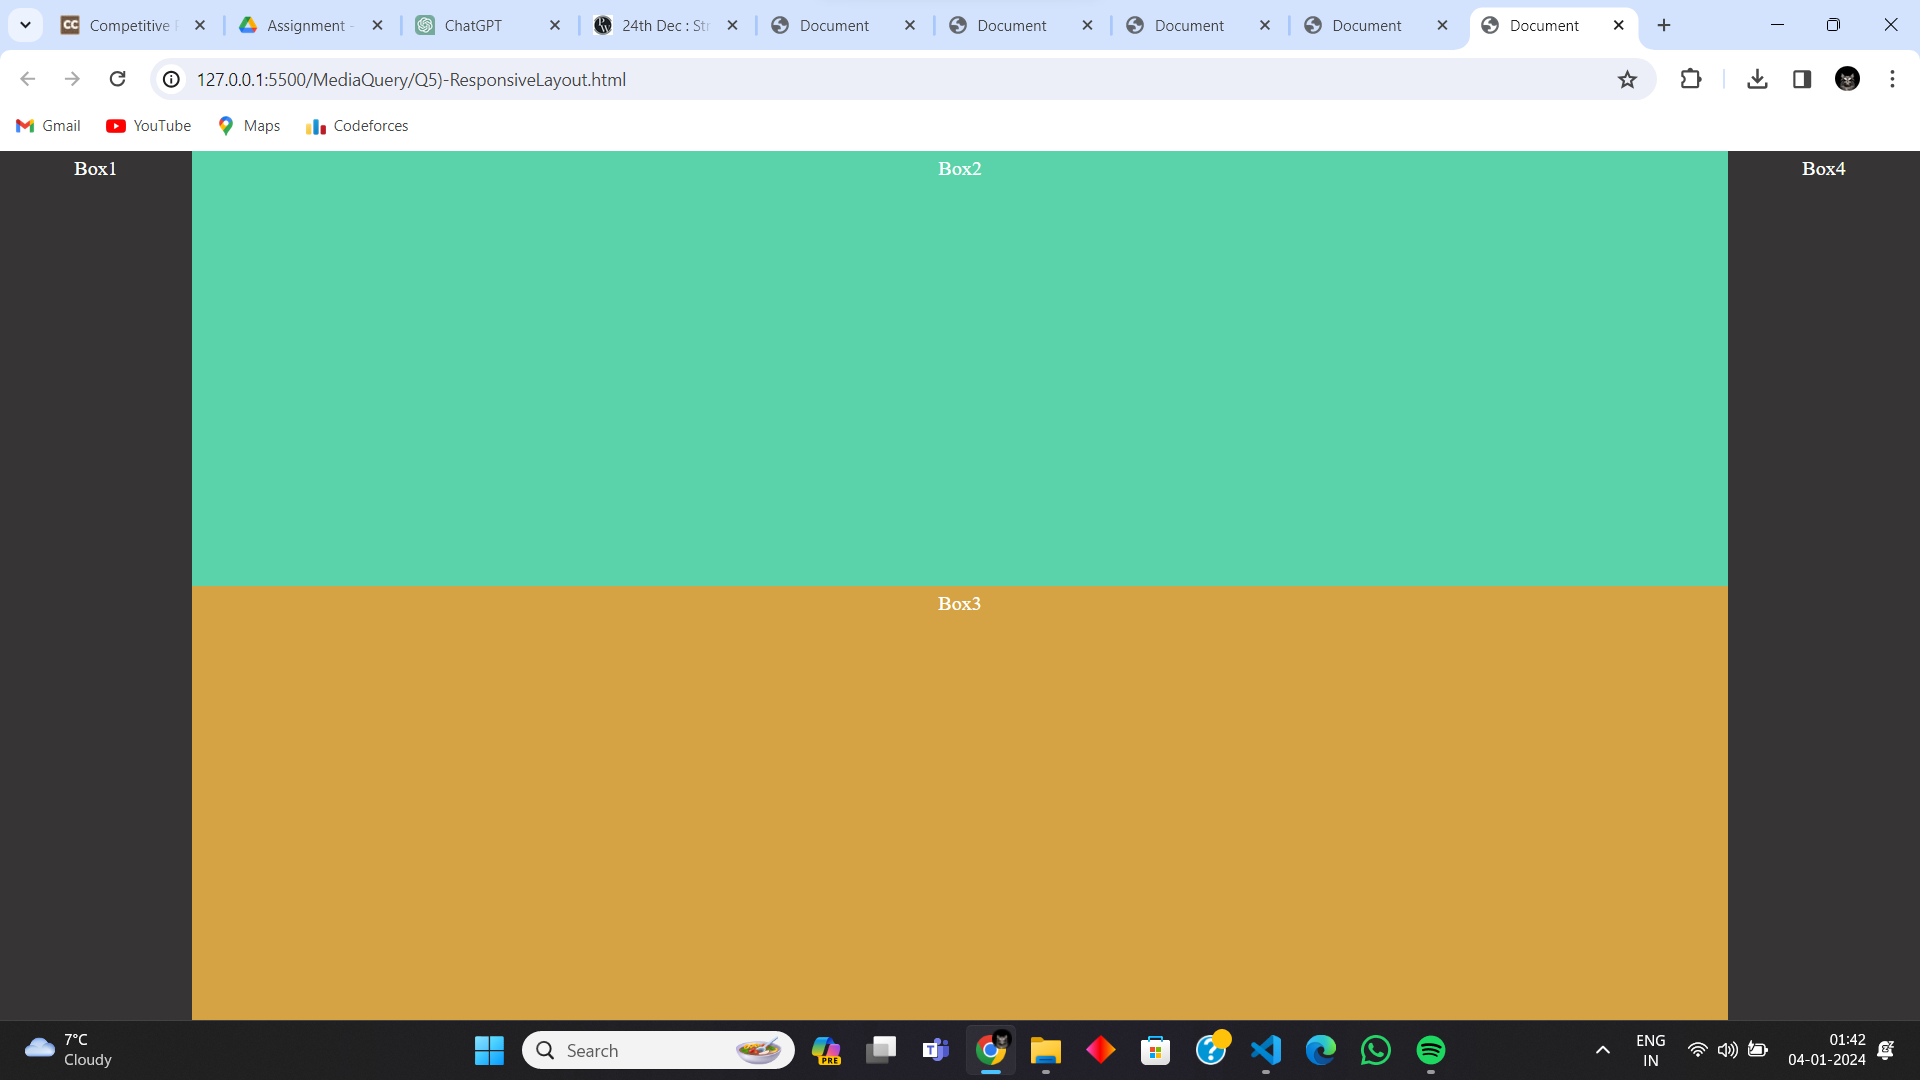 CC Competitive P
Assignment -
ChatGPT
24th Dec : Str
Document
Document
Document
Document
Document
127.0.0.1:5500/MediaQuery/Q5)-ResponsiveLayout.html
Gmail
YouTube
Maps
Codeforces
Box1
Box2
Box4
Box3
7°C
Cloudy
Search
PRE
T
ENG
IN
01:42
04-01-2024